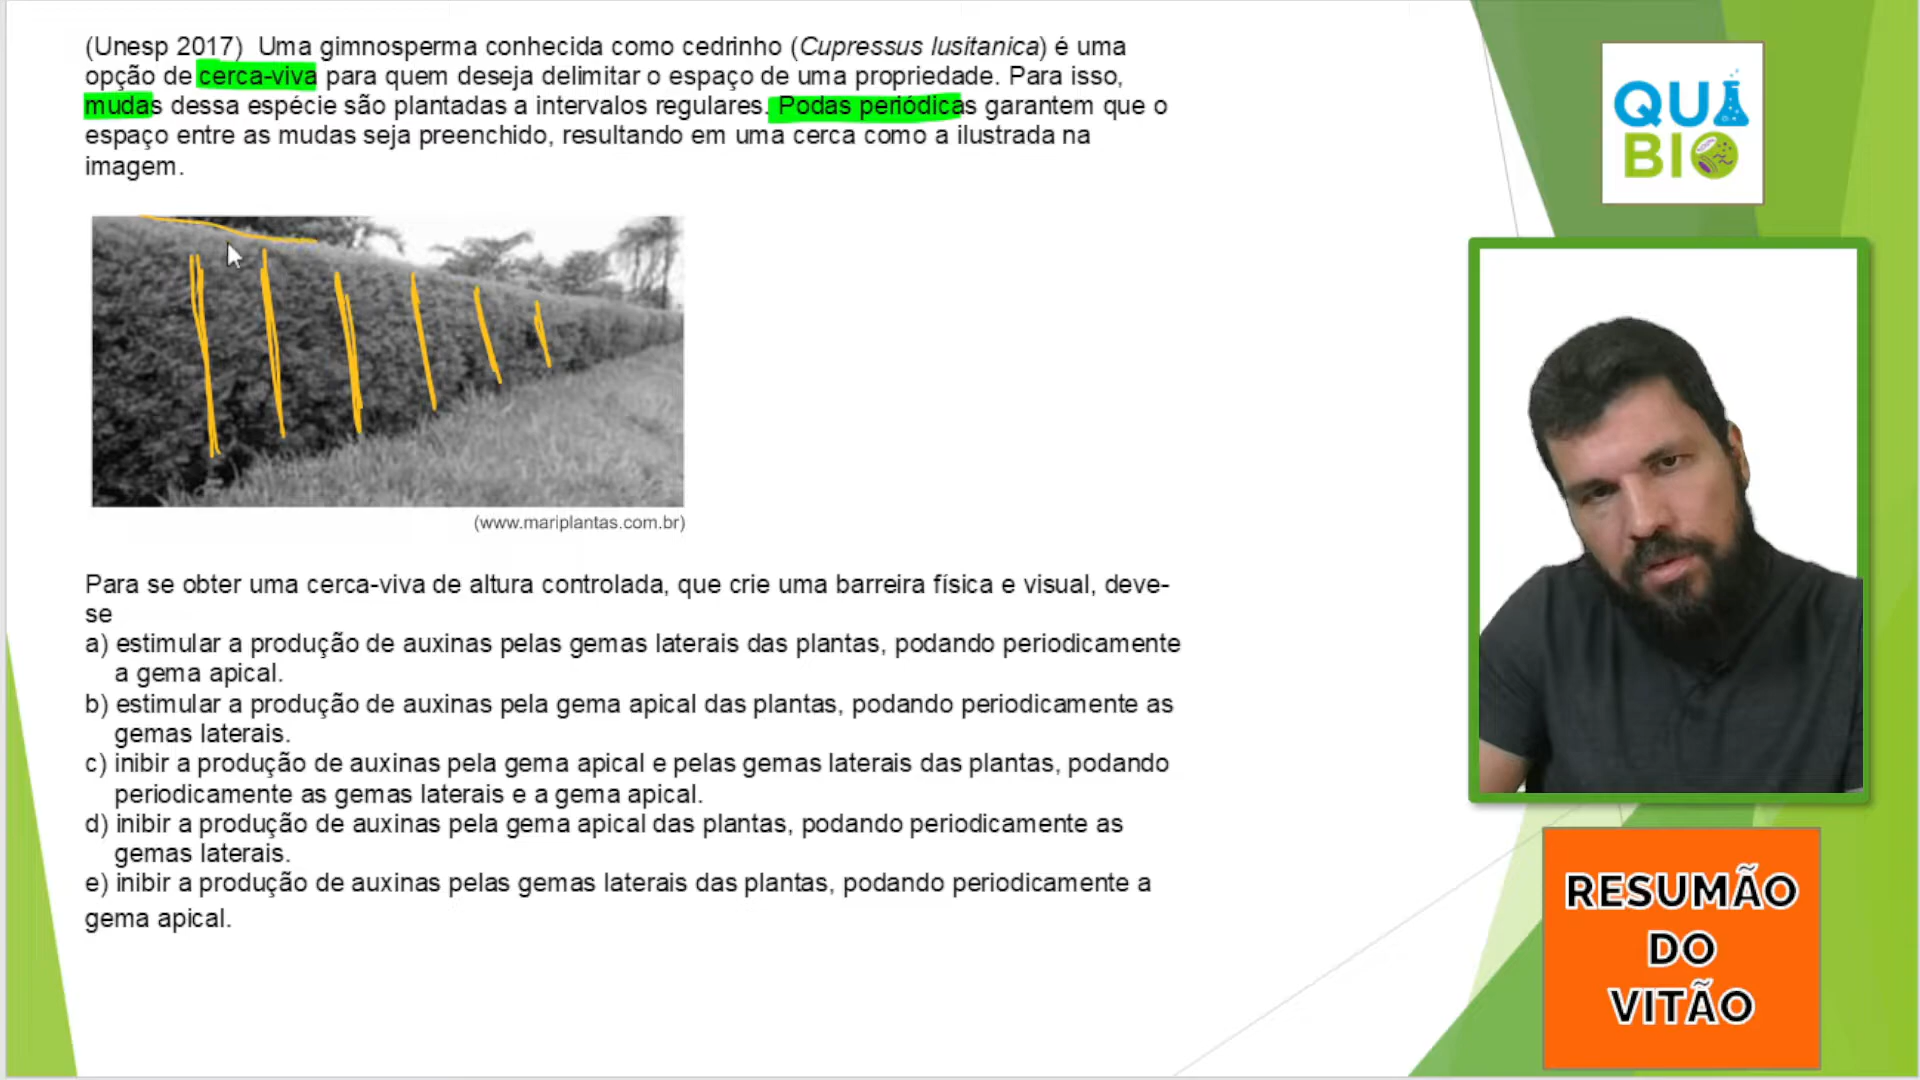 (Unesp 2017) Uma gimnosperma conhecida como cedrinho (Cupressus lusitanica) é uma
opção de cerca-viva para quem deseja delimitar o espaço de uma propriedade. Para isso,
mudas dessa espécie são plantadas a intervalos regulares. Podas periódicas garantem que o
espaço entre as mudas seja preenchido, resultando em uma cerca como a ilustrada na
imagem.
(www.mariplantas.com.br)
Para se obter uma cerca-viva de altura controlada, que crie uma barreira física e visual, deve-
se
a) estimular a produção de auxinas pelas gemas laterais das plantas, podando periodicamente
a gema apical.
b) estimular a produção de auxinas pela gema apical das plantas, podando periodicamente as
gemas laterais.
c) inibir a produção de auxinas pela gema apical e pelas gemas laterais das plantas, podando
periodicamente as gemas laterais e a gema apical.
d) inibir a produção de auxinas pela gema apical das plantas, podando periodicamente as
gemas laterais.
e) inibir a produção de auxinas pelas gemas laterais das plantas, podando periodicamente a
gema apical.
QUI
BIO
RESUMÃO
DO
VITÃO